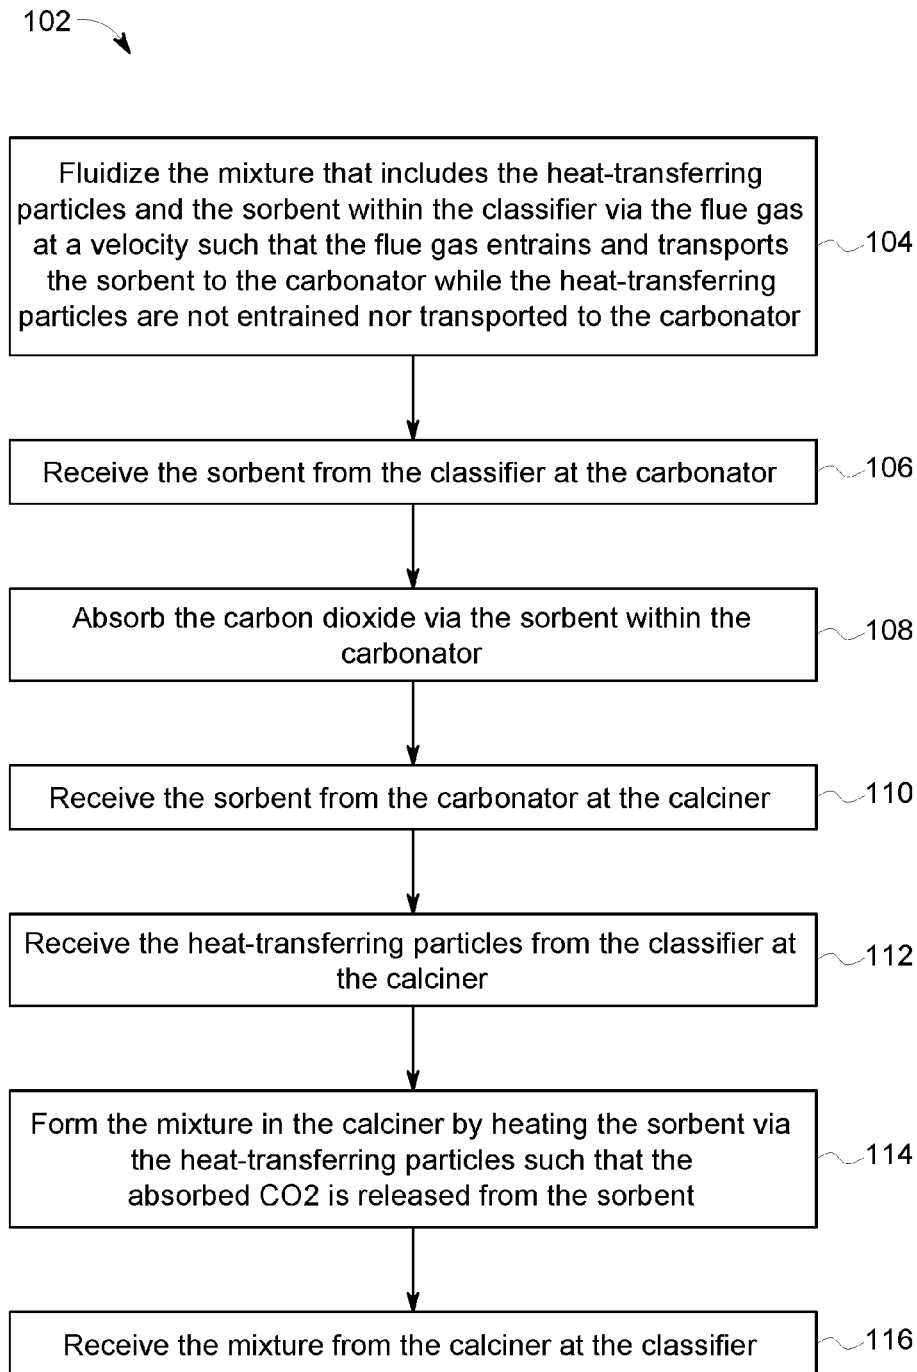 102
Fluidize the mixture that includes the heat-transferring
particles and the sorbent within the classifier via the flue gas
at a velocity such that the flue gas entrains and transports
the sorbent to the carbonator while the heat-transferring
particles are not entrained nor transported to the carbonator
104
Receive the sorbent from the classifier at the carbonator
106
Absorb the carbon dioxide via the sorbent within the
carbonator
108
Receive the sorbent from the carbonator at the calciner
110
Receive the heat-transferring particles from the classifier at
the calciner
112
Form the mixture in the calciner by heating the sorbent via
the heat-transferring particles such that the
absorbed CO2 is released from the sorbent
114
Receive the mixture from the calciner at the classifier
116